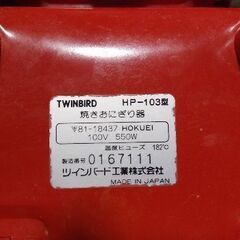 TWINBIRD HP-103型
焼きおにぎり器
〒81-18437 HOKUEI
100V 550W
温度ヒューズ 182℃
製造番号 0167111
ツインバード工業株式会社
MADE IN JAPAN